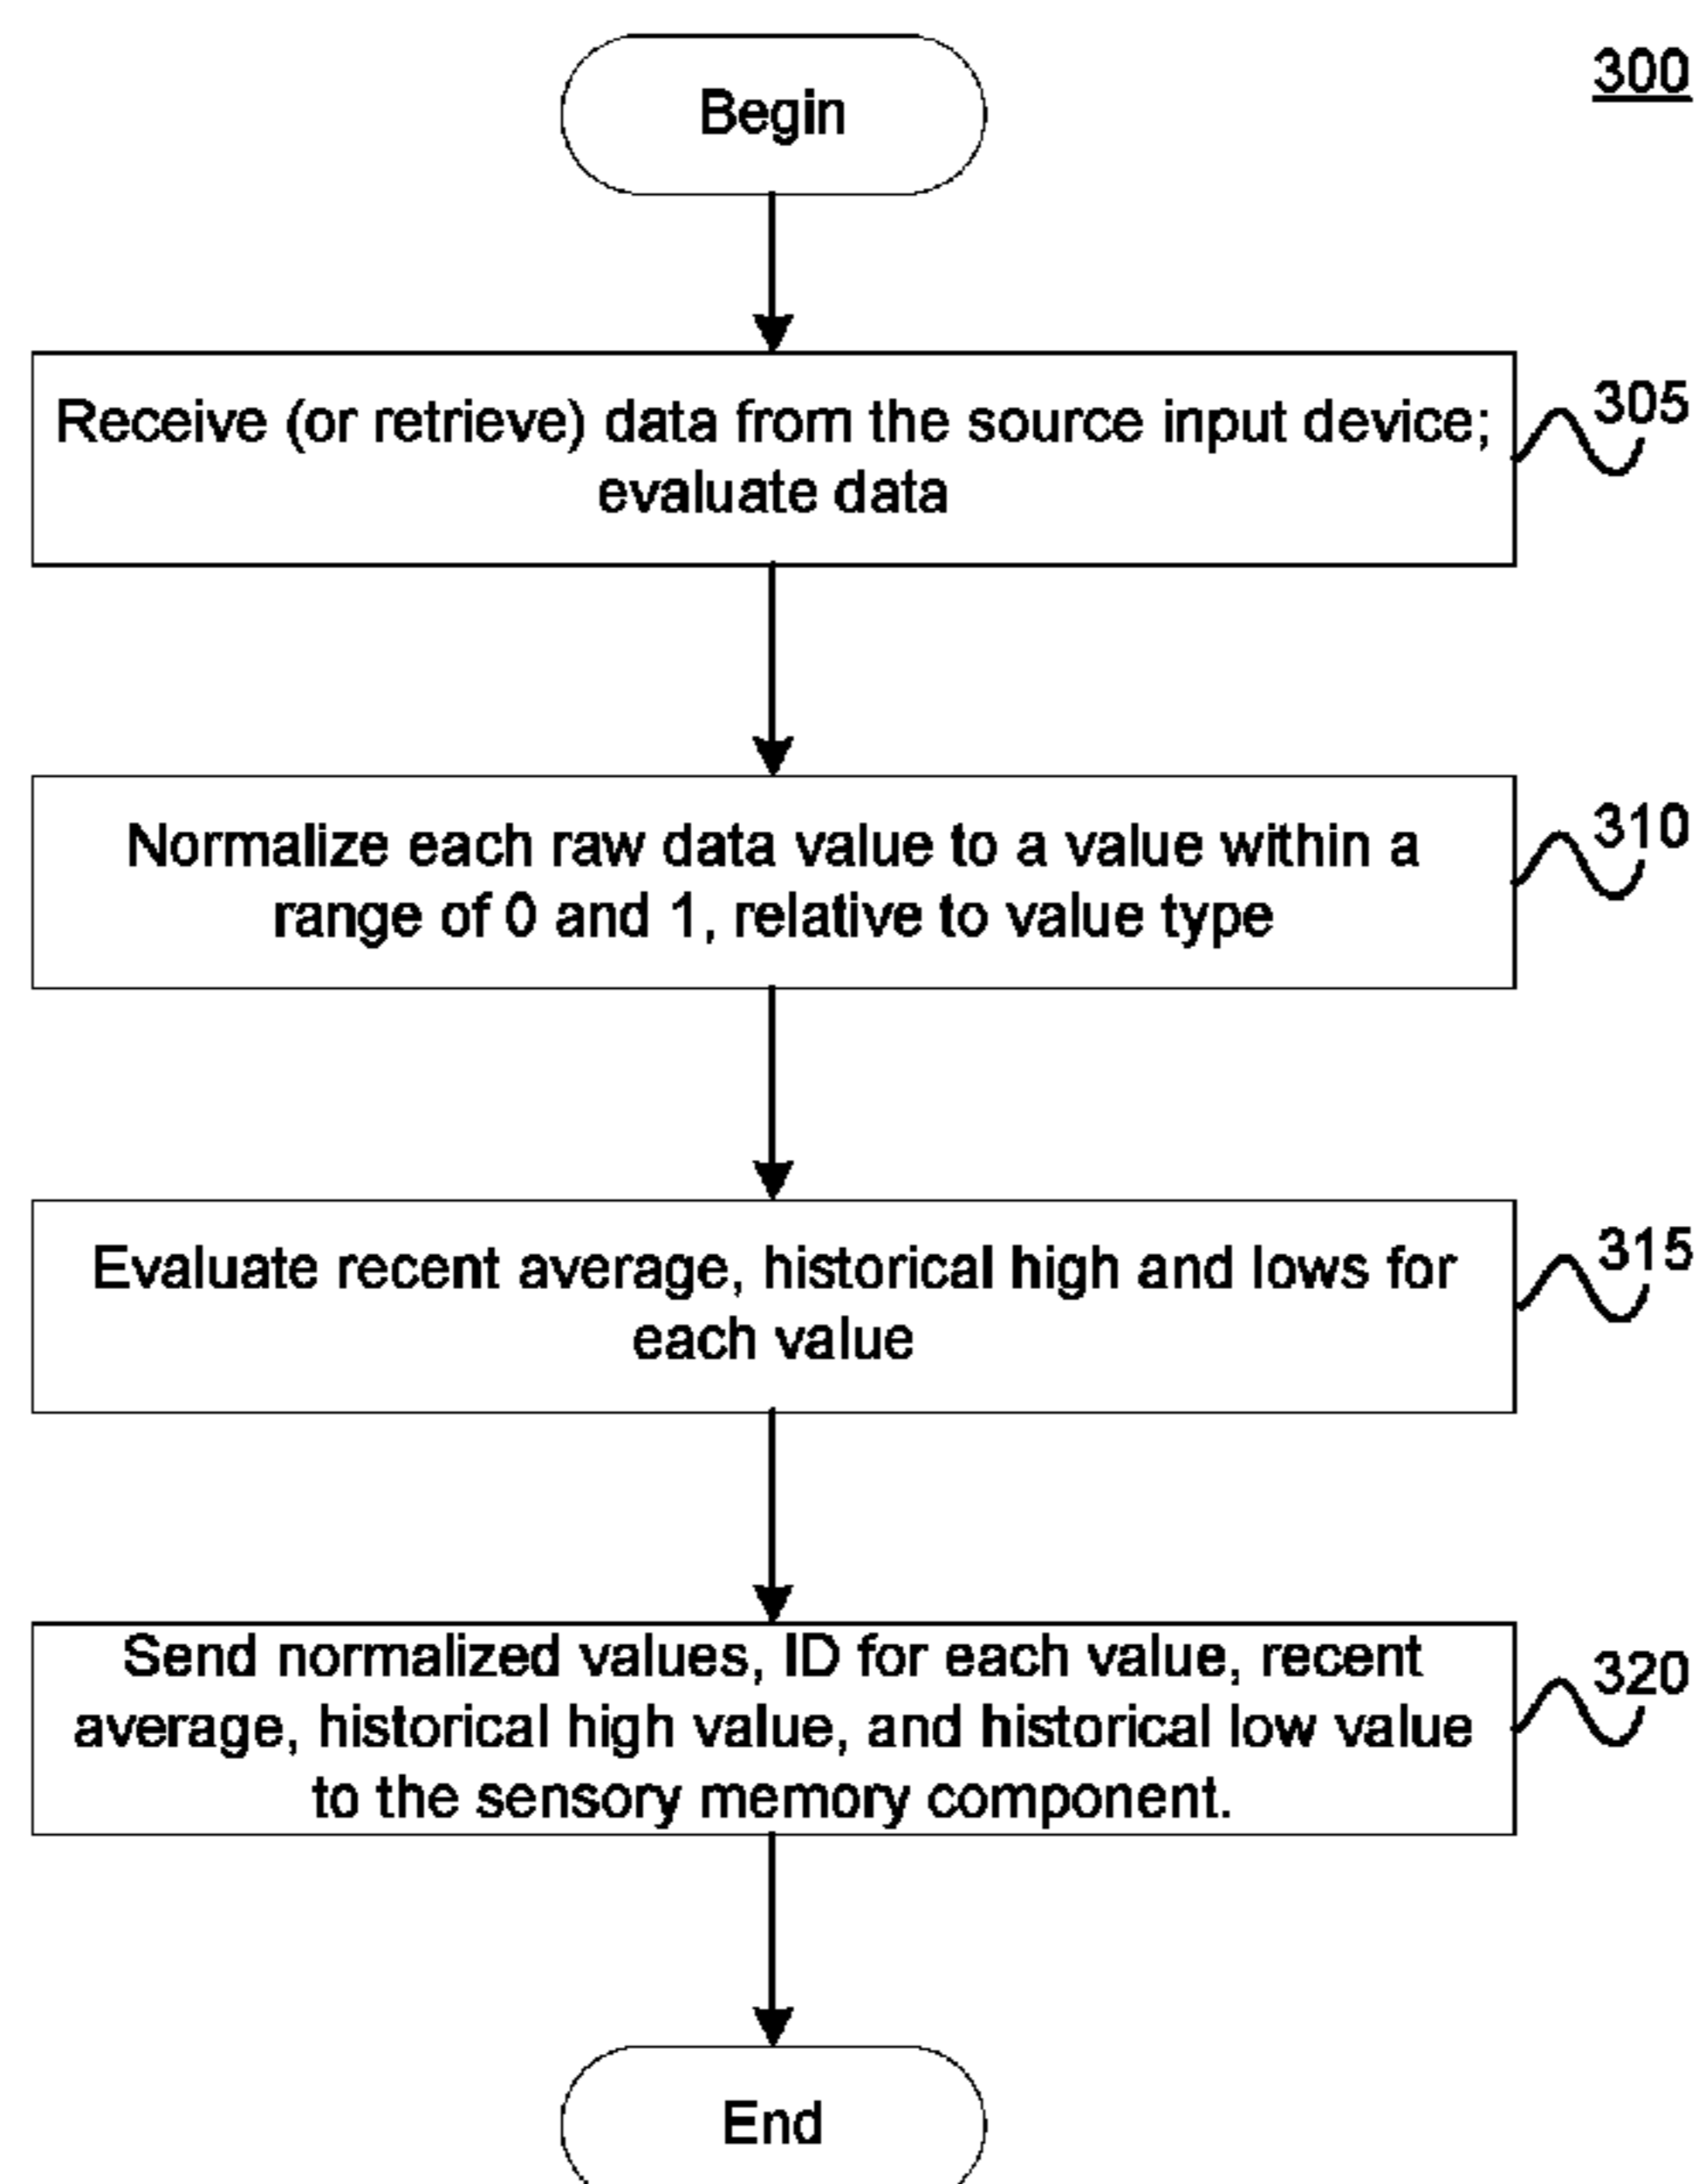 300
Begin
Receive (or retrieve) data from the source input device;
evaluate data
305
Normalize each raw data value to a value within a
range of 0 and 1, relative to value type
310
Evaluate recent average, historical high and lows for
each value
315
Send normalized values, ID for each value, recent
average, historical high value, and historical low value
to the sensory memory component.
320
End